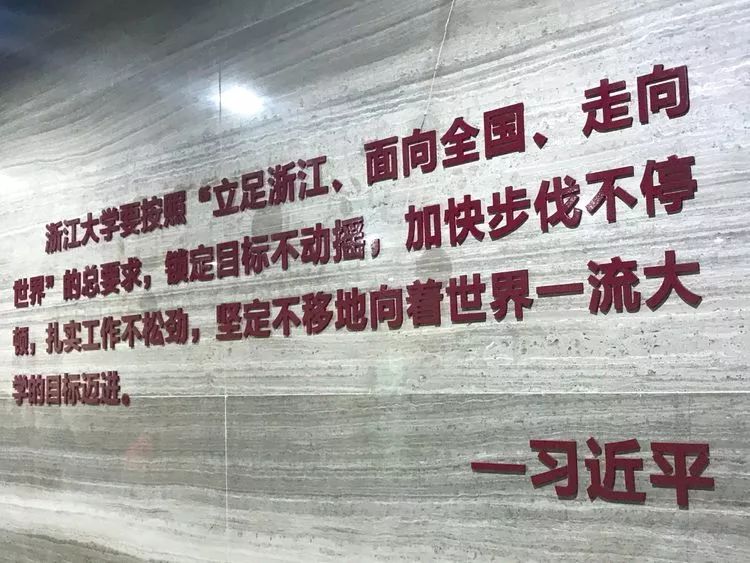 浙江大学要按照“立足浙江、面向全国、走向
世界”的总要求，锁定目标不动摇，加快步伐不停
顿，扎实工作不松劲，坚定不移地向着世界一流大
学的目标迈进。
—习近平